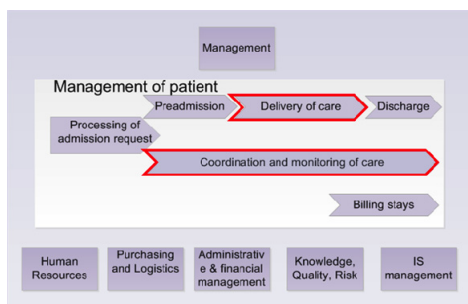 Management
Management of patient
Preadmission
Delivery of care
Discharge
Processing of
admission request
Coordination and monitoring of care
Billing stays
Human
Resources
Purchasing
and Logistics
Administrativ
e & financial
management
Knowledge,
Quality, Risk
IS
management